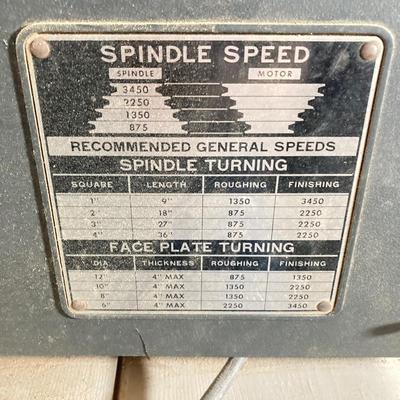 SPINDLE SPEED
SPINDLE MOTOR
3450
2250
1350
875
RECOMMENDED GENERAL SPEEDS
SPINDLE TURNING
SQUARE LENGTH ROUGHING FINISHING
1" 9" 1350 3450
2" 18" 875 2250
3" 27" 875 2250
4" 36" 875 2250
FACE PLATE TURNING
DIA. THICKNESS ROUGHING FINISHING
12" 4" MAX 875 1350
10" 4" MAX 1350 2250
8" 4" MAX 1350 2250
6" 4" MAX 2250 3450